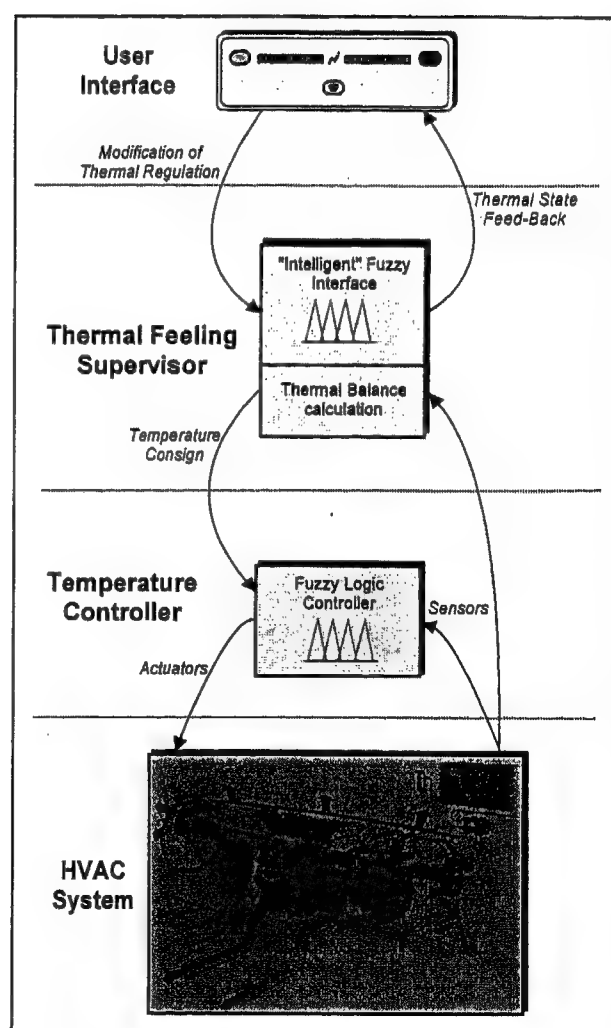 User
Interface
Modification of
Thermal Regulation
Thermal State
Feed-Back
"Intelligent" Fuzzy
Interface
Thermal Feeling
Supervisor
Thermal Balance
calculation
Temperature
Consign
Temperature
Controller
Fuzzy Logic
Controller
Sensors
Actuators
HVAC
System